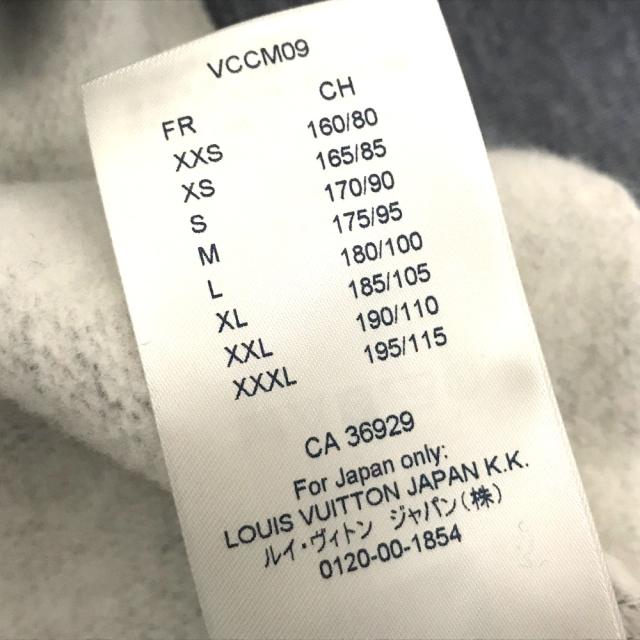 VCCM09
FR CH
XXS 160/80
XS 165/85
S 170/90
M 175/95
L 180/100
XL 185/105
XXL 190/110
XXXL 195/115
CA 36929
For Japan only:
LOUIS VUITTON JAPAN K.K.
ルイ・ヴィトン ジャパン(株)
0120-00-1854